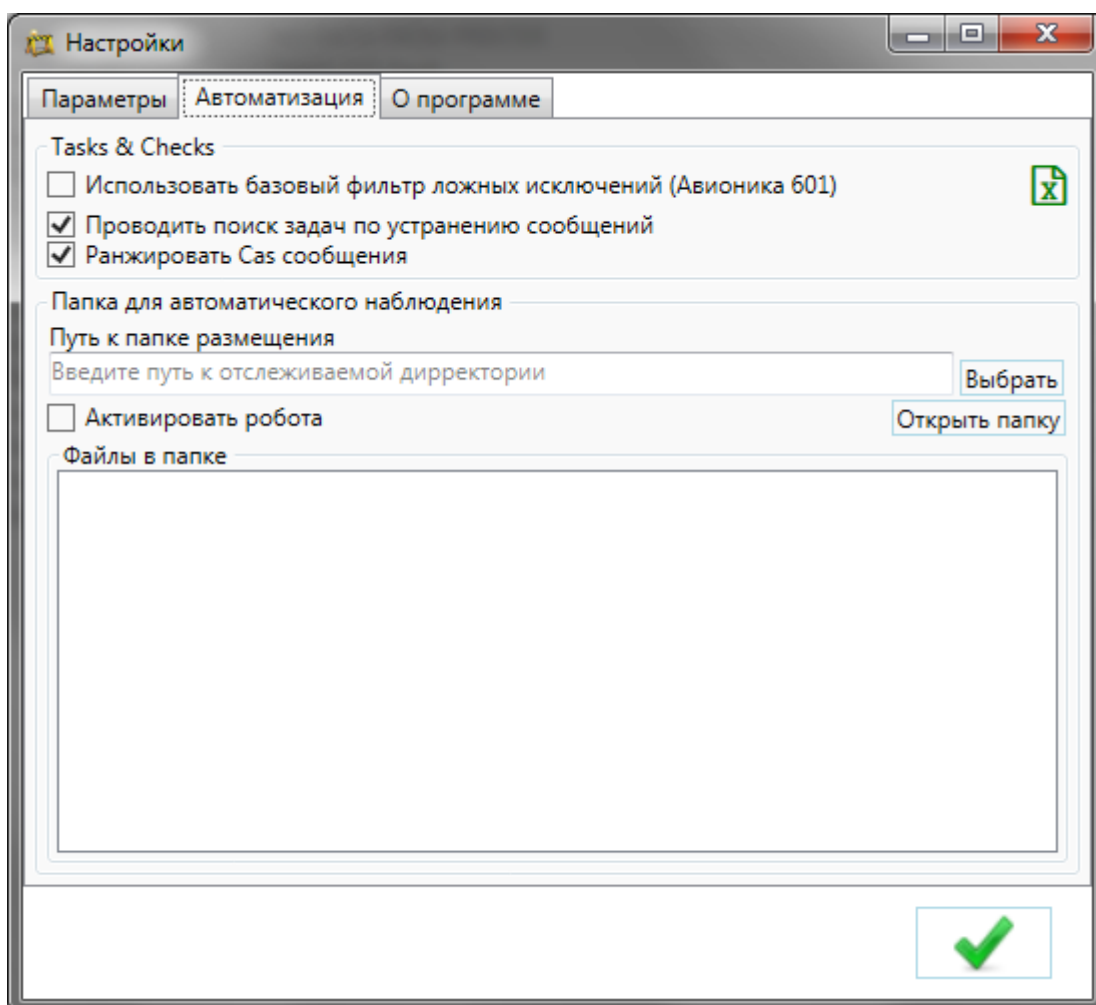 Настройки
Параметры Автоматизация О программе
Tasks & Checks
Использовать базовый фильтр ложных исключений (Авионика 601)
Проводить поиск задач по устранению сообщений
Ранжировать Cas сообщения
Папка для автоматического наблюдения
Путь к папке размещения
Введите путь к отслеживаемой дирректории
Выбрать
Активировать робота
Открыть папку
Файлы в папке